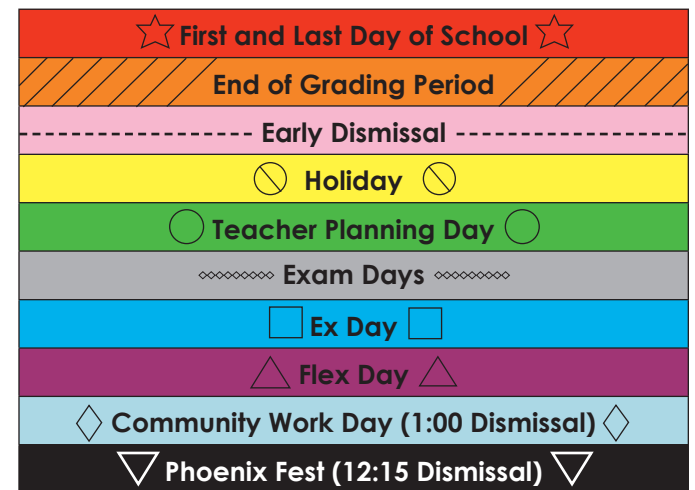 First and Last Day of School
End of Grading Period
Early Dismissal
Holiday
Teacher Planning Day
Exam Days
Ex Day
Flex Day
Community Work Day (1:00 Dismissal)
Phoenix Fest (12:15 Dismissal)